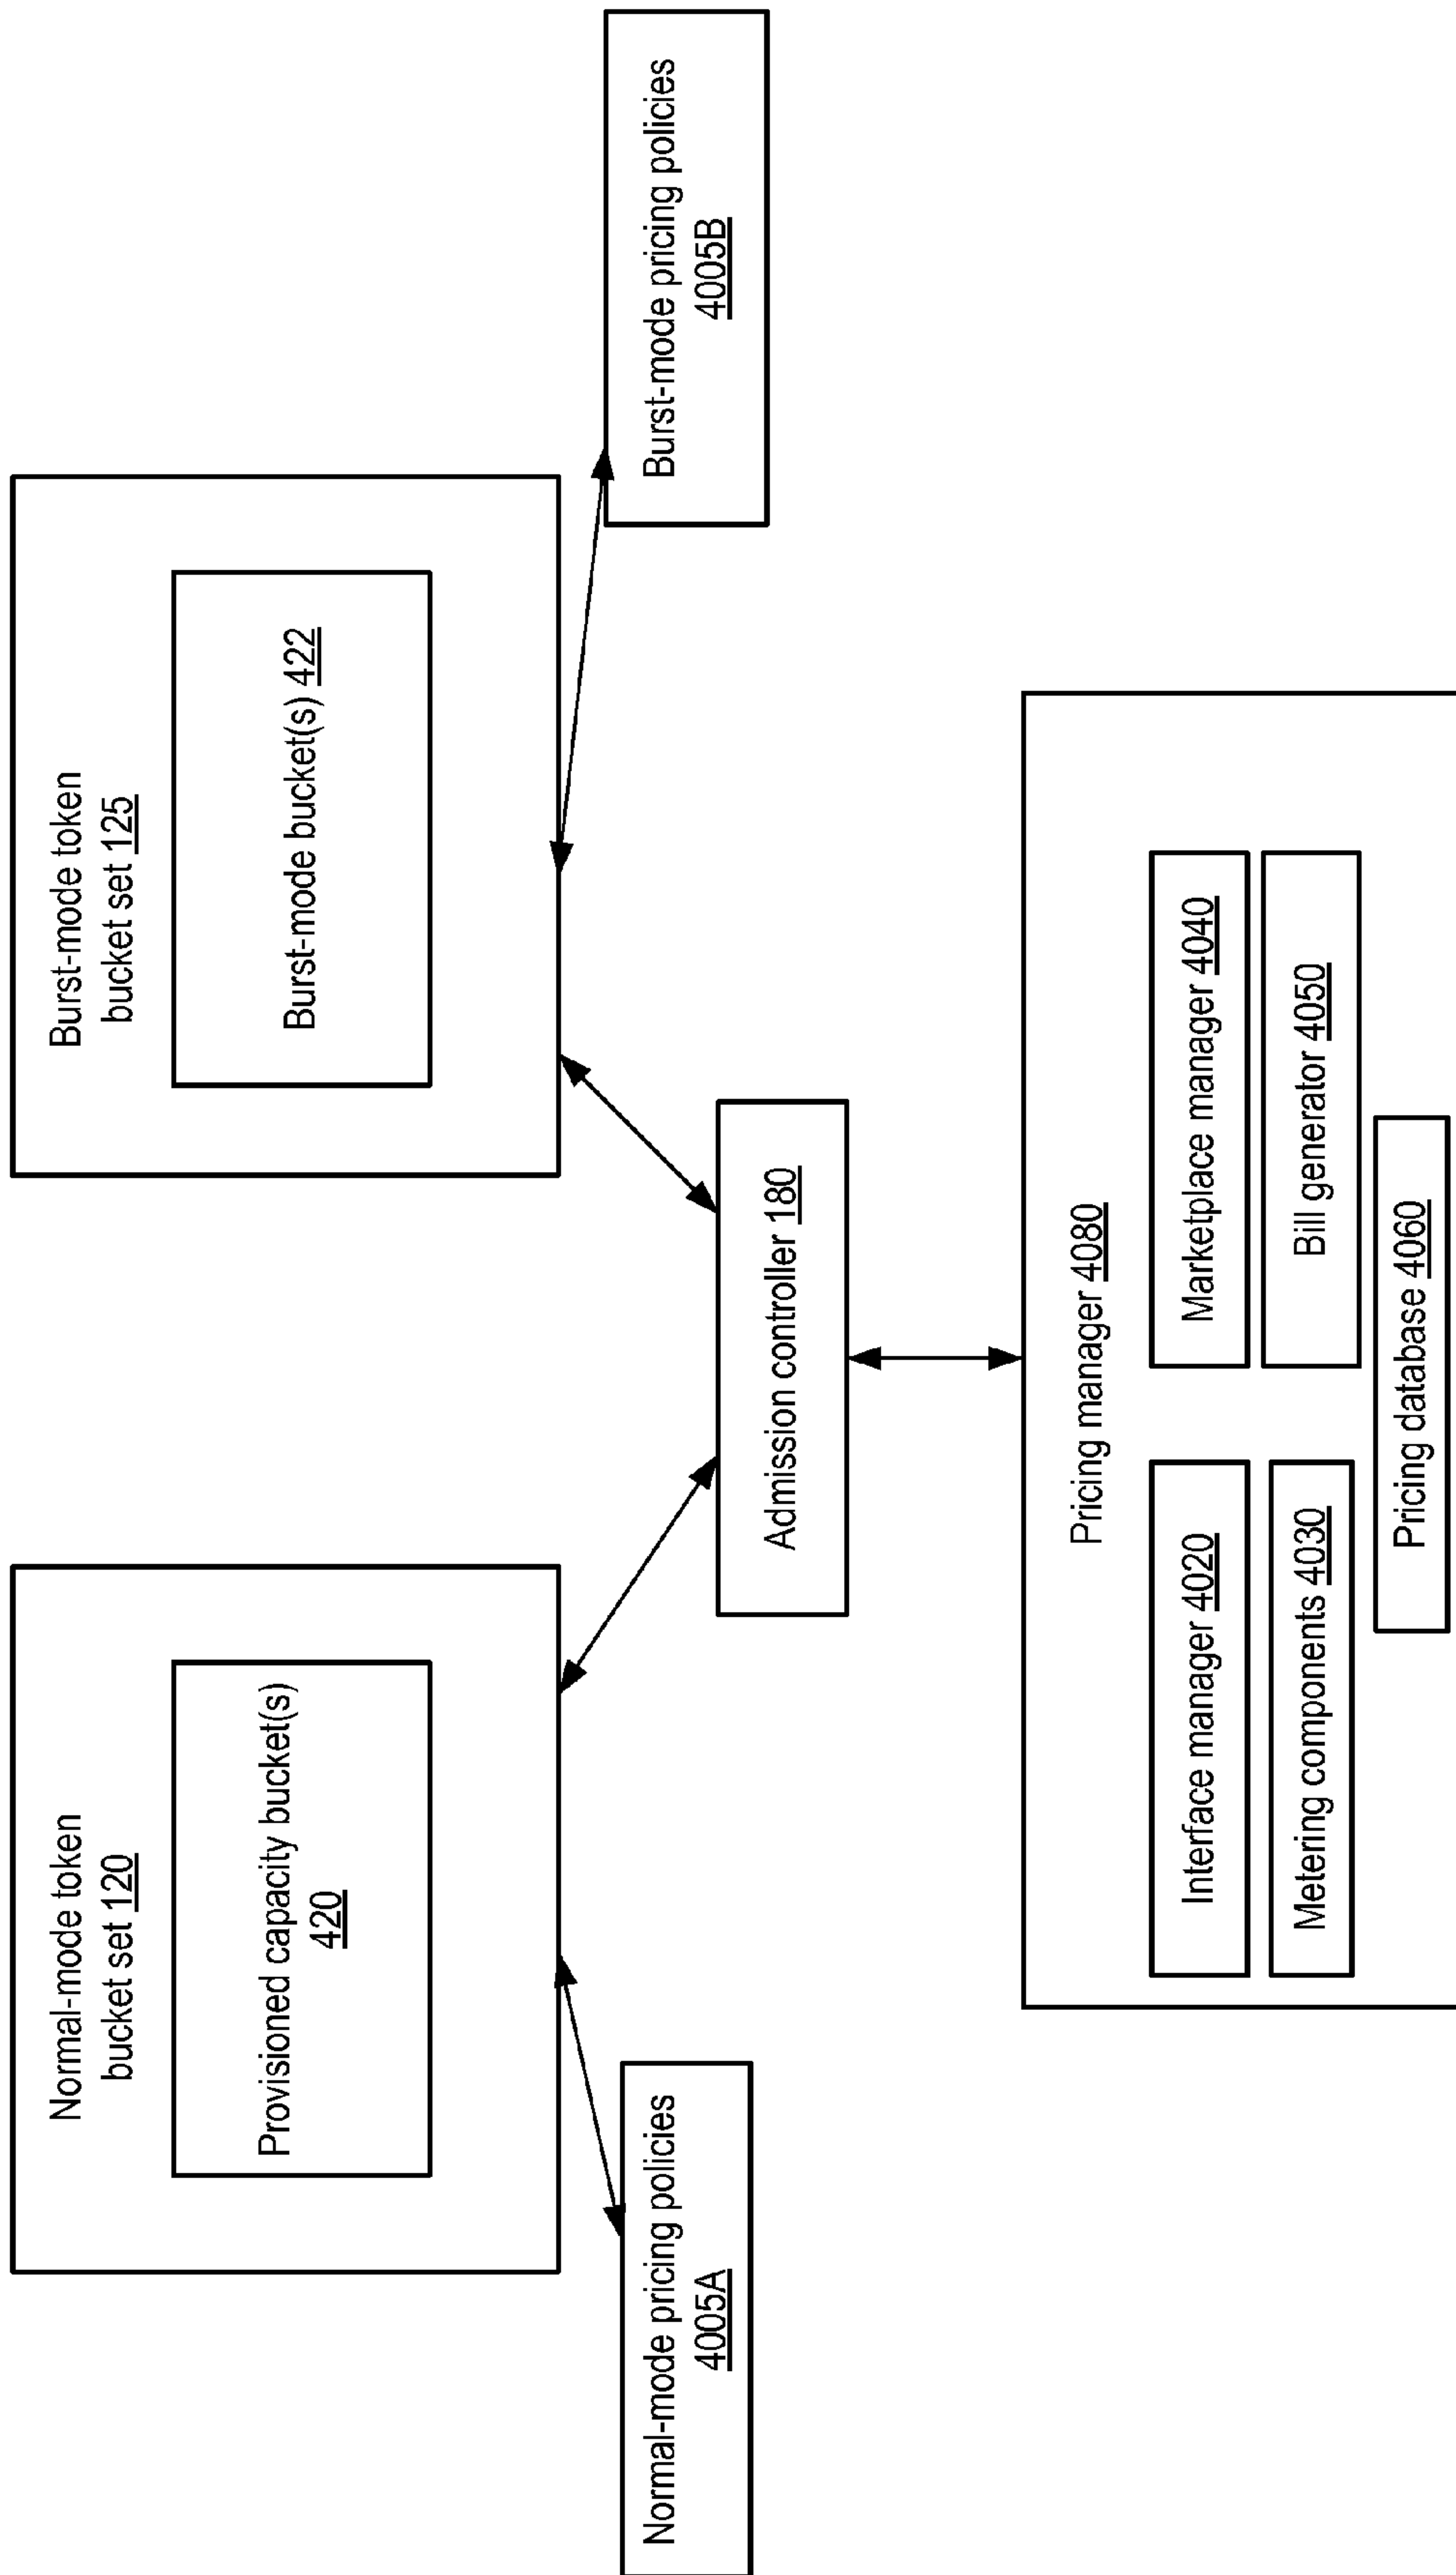 Normal-mode token
bucket set 120
Provisioned capacity bucket(s)
420
Burst-mode token
bucket set 125
Burst-mode bucket(s) 422
Normal-mode pricing policies
4005A
Burst-mode pricing policies
4005B
Admission controller 180
Pricing manager 4080
Interface manager 4020
Marketplace manager 4040
Metering components 4030
Bill generator 4050
Pricing database 4060